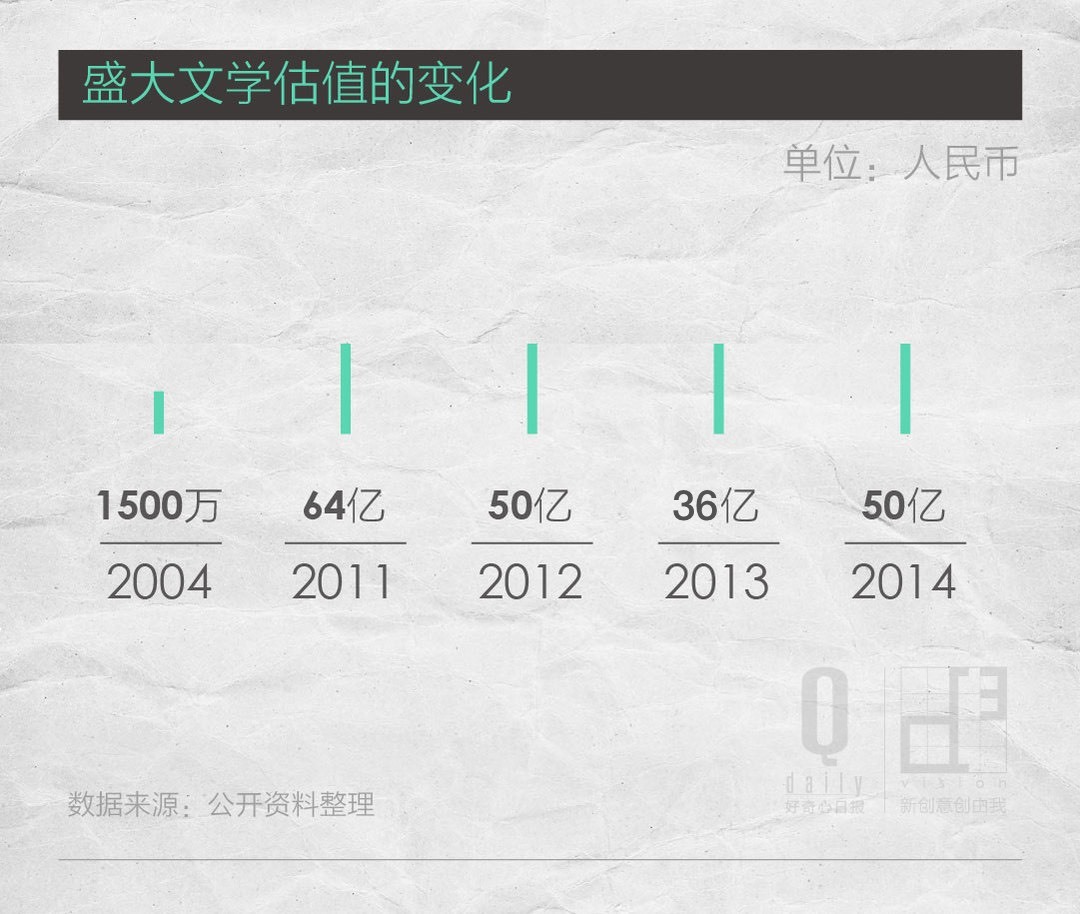 盛大文学估值的变化
单位：人民币
1500万 64亿 50亿 36亿 50亿
2004 2011 2012 2013 2014
数据来源：公开资料整理
Q
daily
好奇心日报
vision
新创意创由我